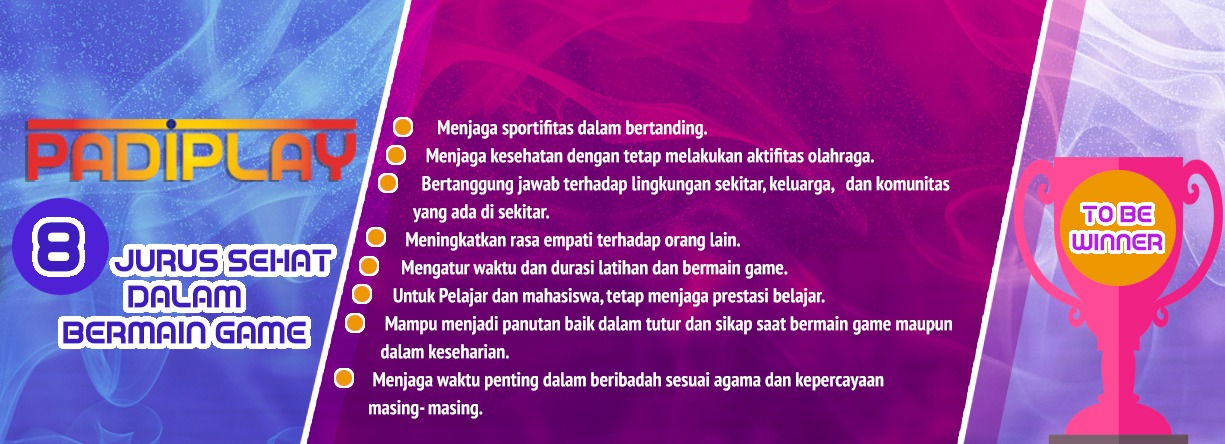 PADIPLAY
8 JURUS SEHAT
DALAM
BERMAIN GAME
Menjaga sportifitas dalam bertanding.
Menjaga kesehatan dengan tetap melakukan aktifitas olahraga.
Bertanggung jawab terhadap lingkungan sekitar, keluarga, dan komunitas
yang ada di sekitar.
Meningkatkan rasa empati terhadap orang lain.
Mengatur waktu dan durasi latihan dan bermain game.
Untuk Pelajar dan mahasiswa, tetap menjaga prestasi belajar.
Mampu menjadi panutan baik dalam tutur dan sikap saat bermain game maupun
dalam keseharian.
Menjaga waktu penting dalam beribadah sesuai agama dan kepercayaan
masing- masing.
TO BE
WINNER